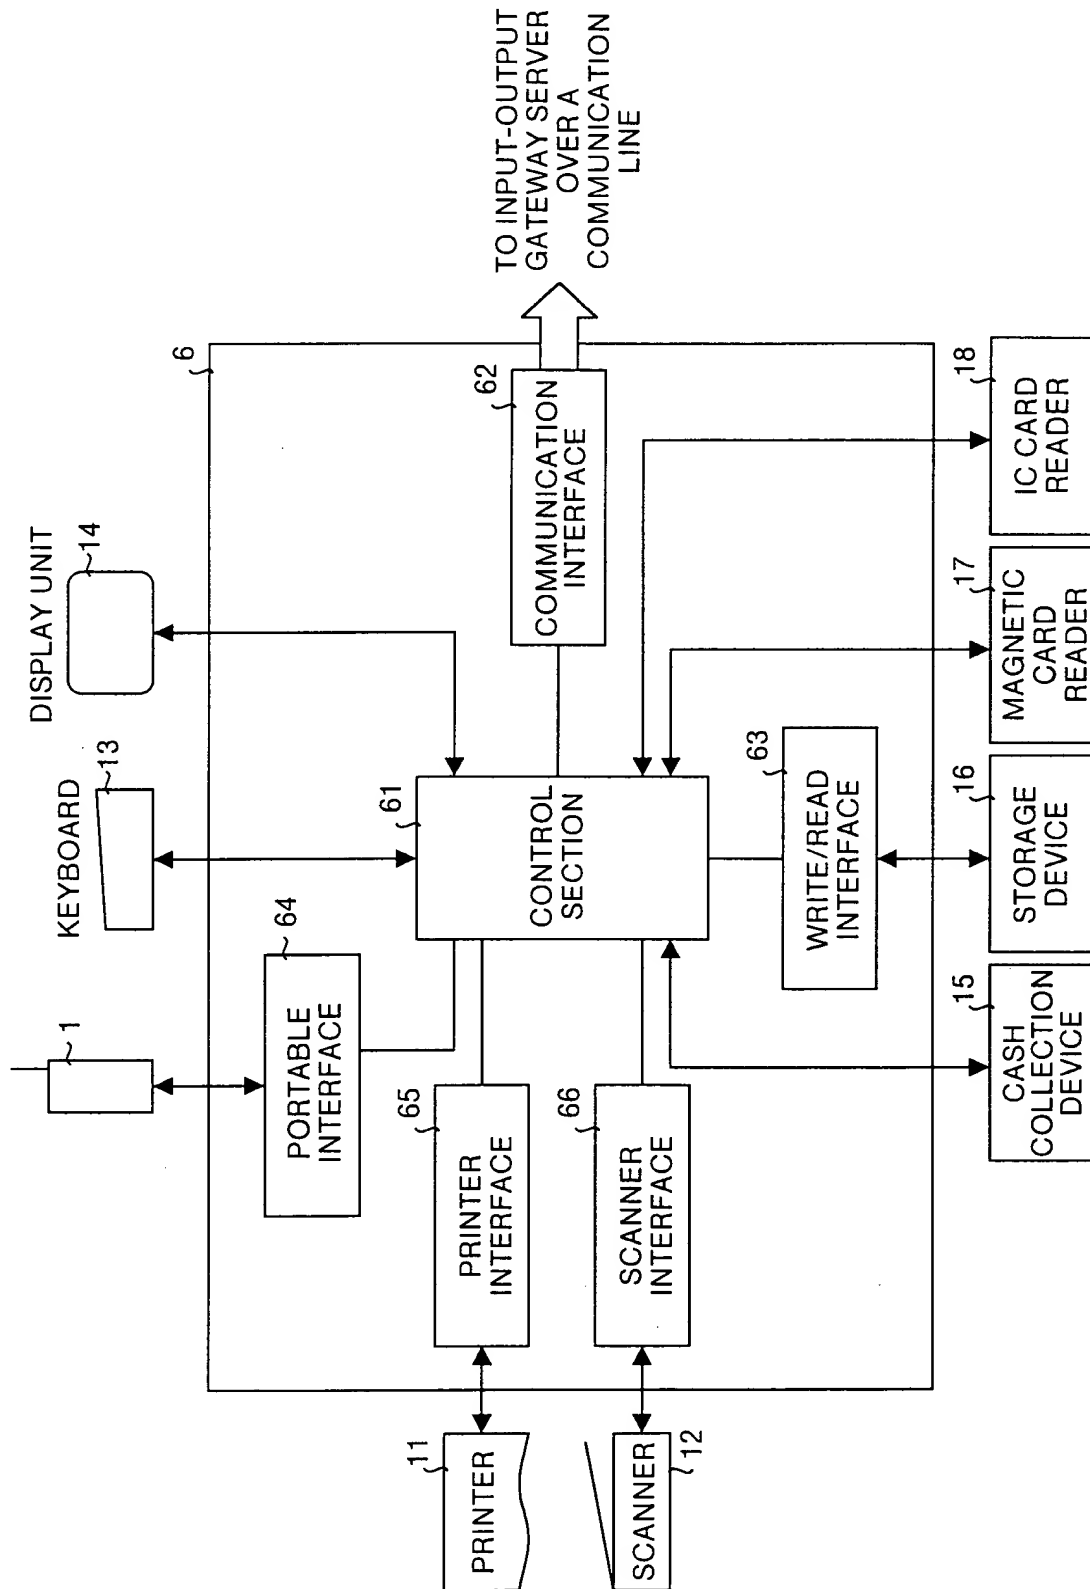 1
KEYBOARD
13
DISPLAY UNIT
14
6
TO INPUT-OUTPUT
GATEWAY SERVER
OVER A
COMMUNICATION
LINE
64
PORTABLE
INTERFACE
61
CONTROL
SECTION
62
COMMUNICATION
INTERFACE
11
PRINTER
65
PRINTER
INTERFACE
12
SCANNER
66
SCANNER
INTERFACE
63
WRITE/READ
INTERFACE
15
CASH
COLLECTION
DEVICE
16
STORAGE
DEVICE
17
MAGNETIC
CARD
READER
18
IC CARD
READER